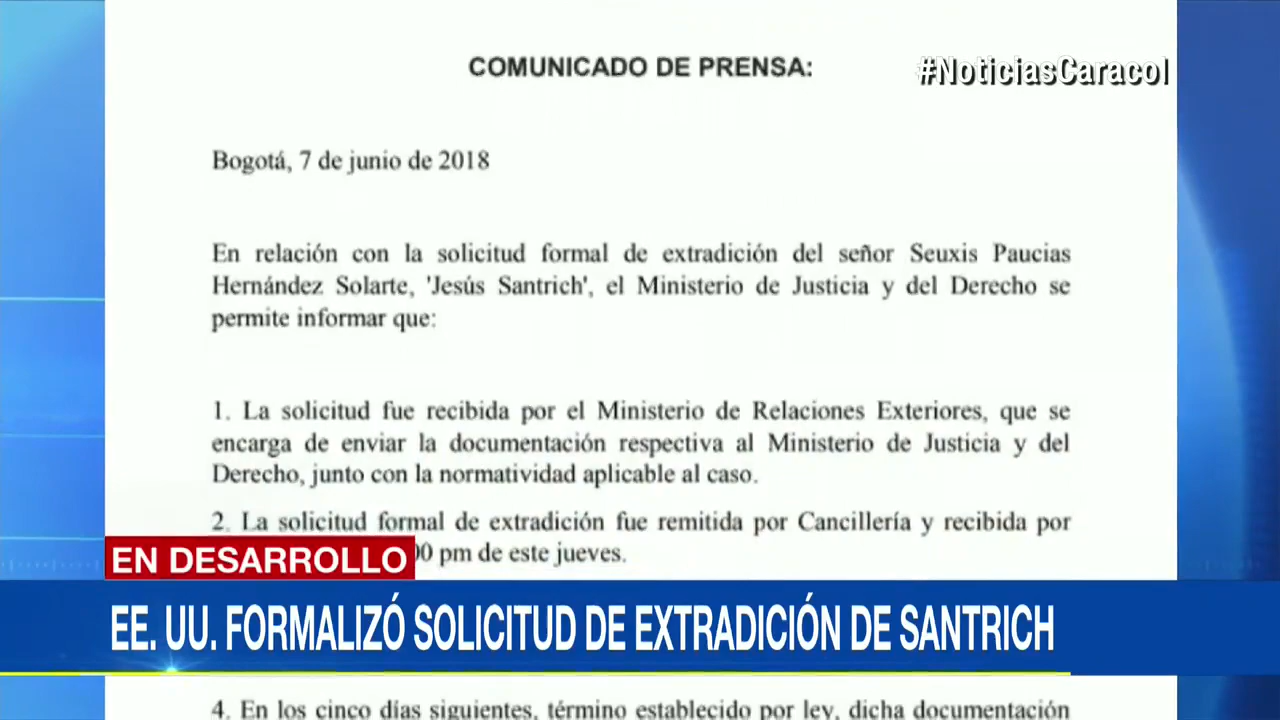 COMUNICADO DE PRENSA:
#NoticiasCaracol
Bogotá, 7 de junio de 2018
En relación con la solicitud formal de extradición del señor Seuxis Paucias
Hernández Solarte, 'Jesús Santrich', el Ministerio de Justicia y del Derecho se
permite informar que:
1. La solicitud fue recibida por el Ministerio de Relaciones Exteriores, que se
encarga de enviar la documentación respectiva al Ministerio de Justicia y del
Derecho, junto con la normatividad aplicable al caso.
2. La solicitud formal de extradición fue remitida por Cancillería y recibida por
00 pm de este jueves.
EN DESARROLLO
EE. UU. FORMALIZÓ SOLICITUD DE EXTRADICIÓN DE SANTRICH
4. En los cinco días siguientes, término establecido por ley, dicha documentación